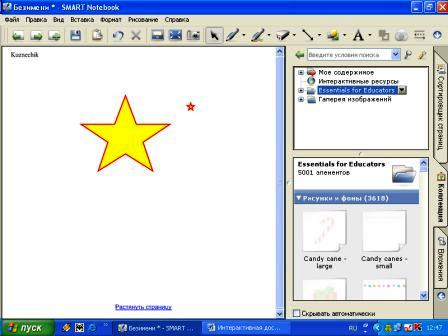 Безимени * - SMART Notebook
Файл Правка Вид Вставка Формат Рисование Справка
Введите условия поиска
Kuznechik
Мое содержимое
Интерактивные ресурсы
Essentials for Educators
Галерея изображений
Сортировщик страниц
Коллекция
Вложения
Essentials for Educators
5001 элементов
Рисунки и фоны (3618)
Candy cane - large
Candy canes - small
Растянуть страницу
Скрывать автоматически
пуск
Безимени * - SMART ...
Интерактивная дос...
RU
12:47